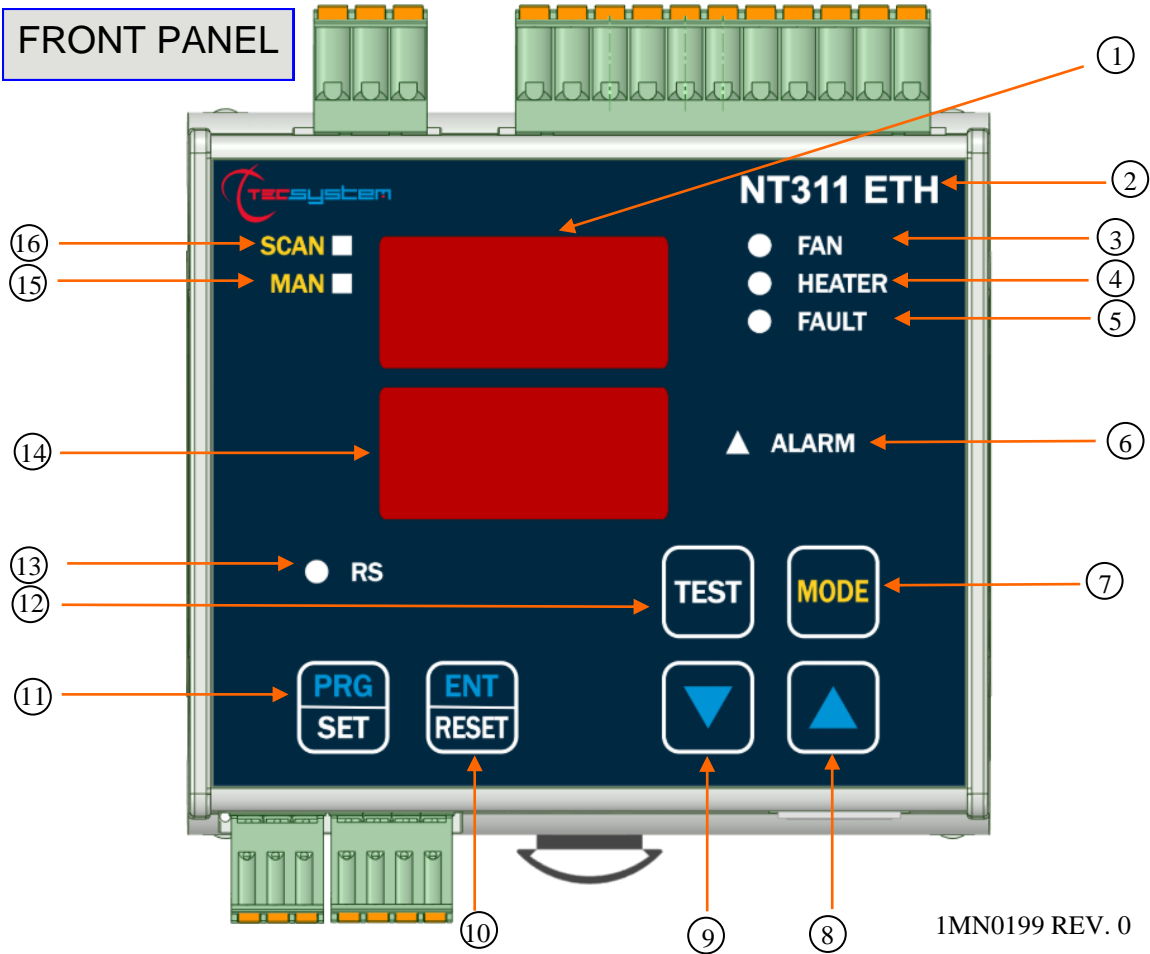 FRONT PANEL
1
TECSYSTEM
NT311 ETH
2
16
SCAN
FAN
3
15
MAN
HEATER
4
FAULT
5
14
ALARM
6
13
RS
12
TEST
MODE
7
11
PRG
SET
ENT
RESET
10
9
8
1MN0199 REV. 0